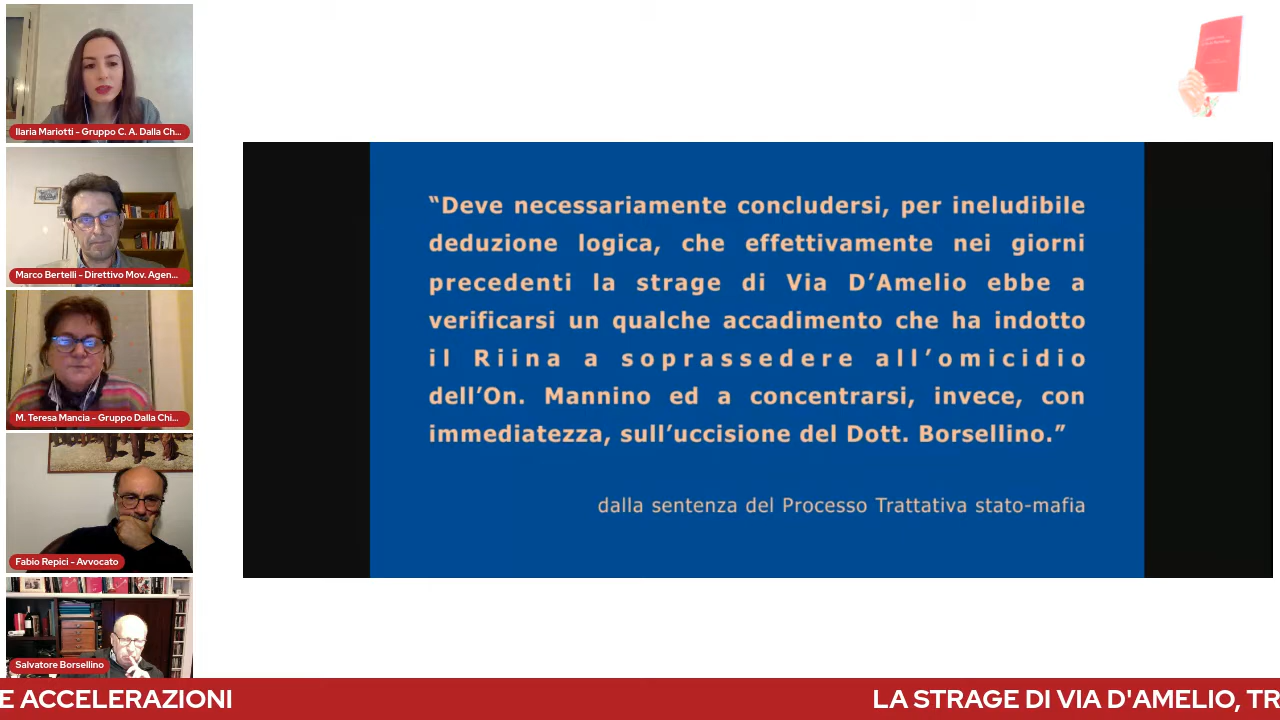 Ilaria Mariotti - Gruppo C. A. Dalla Ch...
Marco Bertelli - Direttivo Mov. Agen...
M. Teresa Mancia - Gruppo Dalla Chi...
Fabio Repici - Avvocato
Salvatore Borsellino
“Deve necessariamente concludersi, per ineludibile
deduzione logica, che effettivamente nei giorni
precedenti la strage di Via D’Amelio ebbe a
verificarsi un qualche accadimento che ha indotto
il Riina a soprassedere all’omicidio
dell’On. Mannino ed a concentrarsi, invece, con
immediatezza, sull’uccisione del Dott. Borsellino.”
dalla sentenza del Processo Trattativa stato-mafia
E ACCELERAZIONI
LA STRAGE DI VIA D'AMELIO, TR